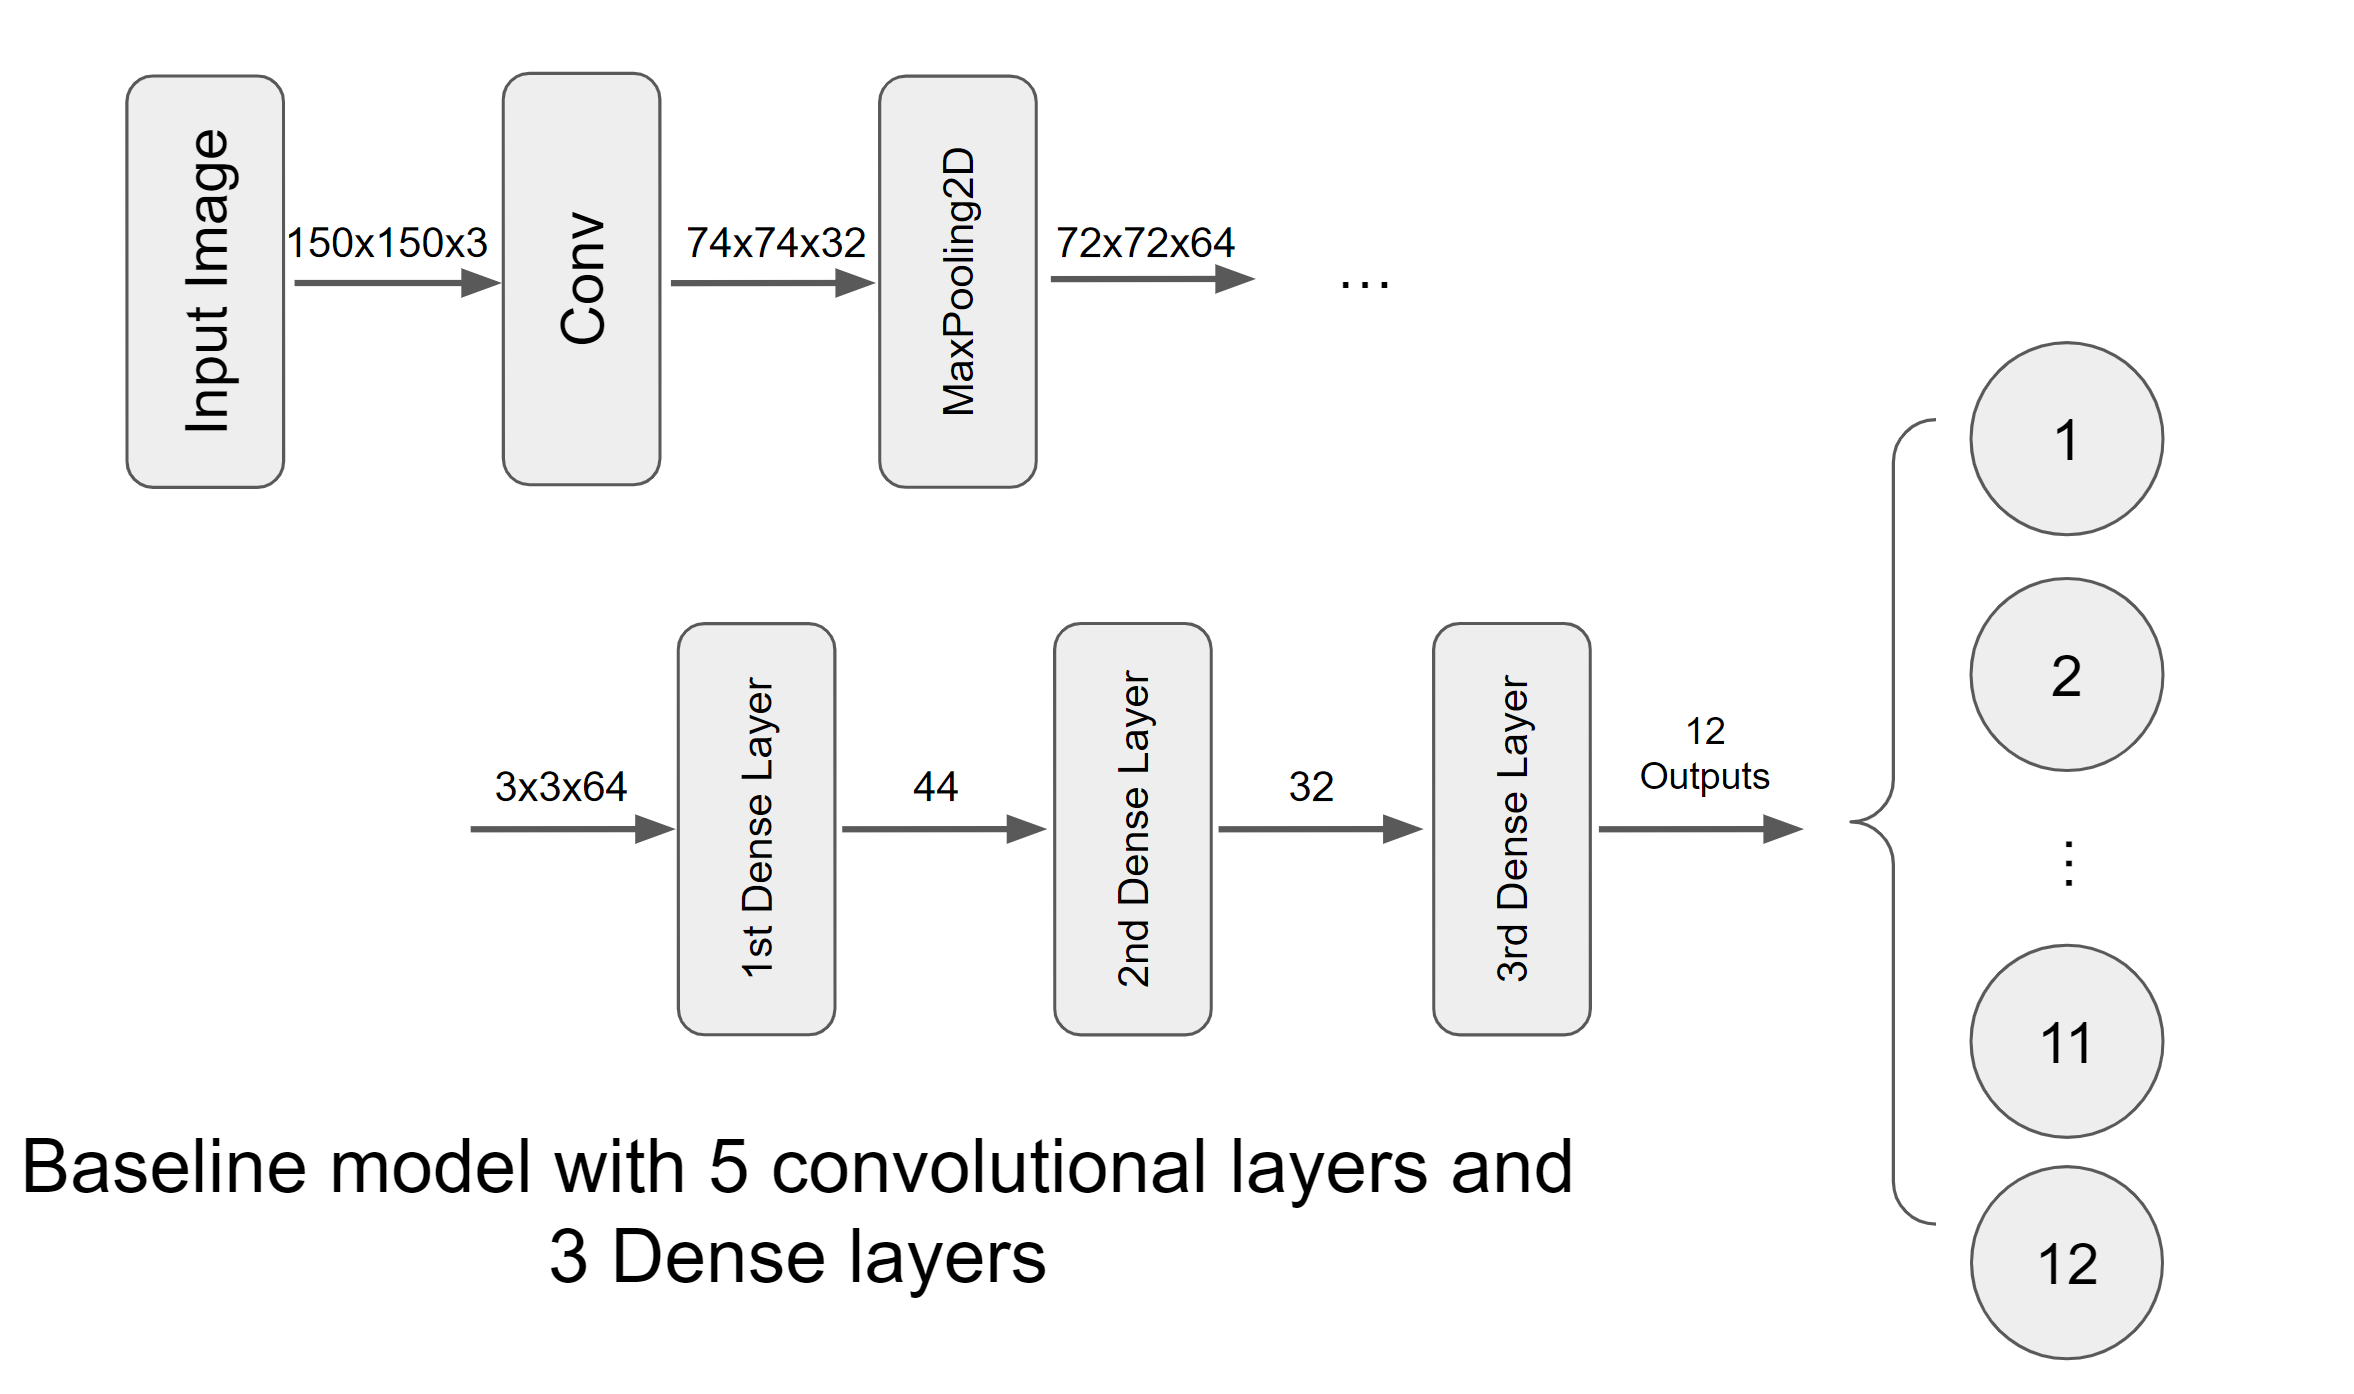 Input Image
150x150x3
Conv
74x74x32
MaxPooling2D
72x72x64
...
3x3x64
1st Dense Layer
44
2nd Dense Layer
32
3rd Dense Layer
12
Outputs
1
2
...
11
12
Baseline model with 5 convolutional layers and
3 Dense layers